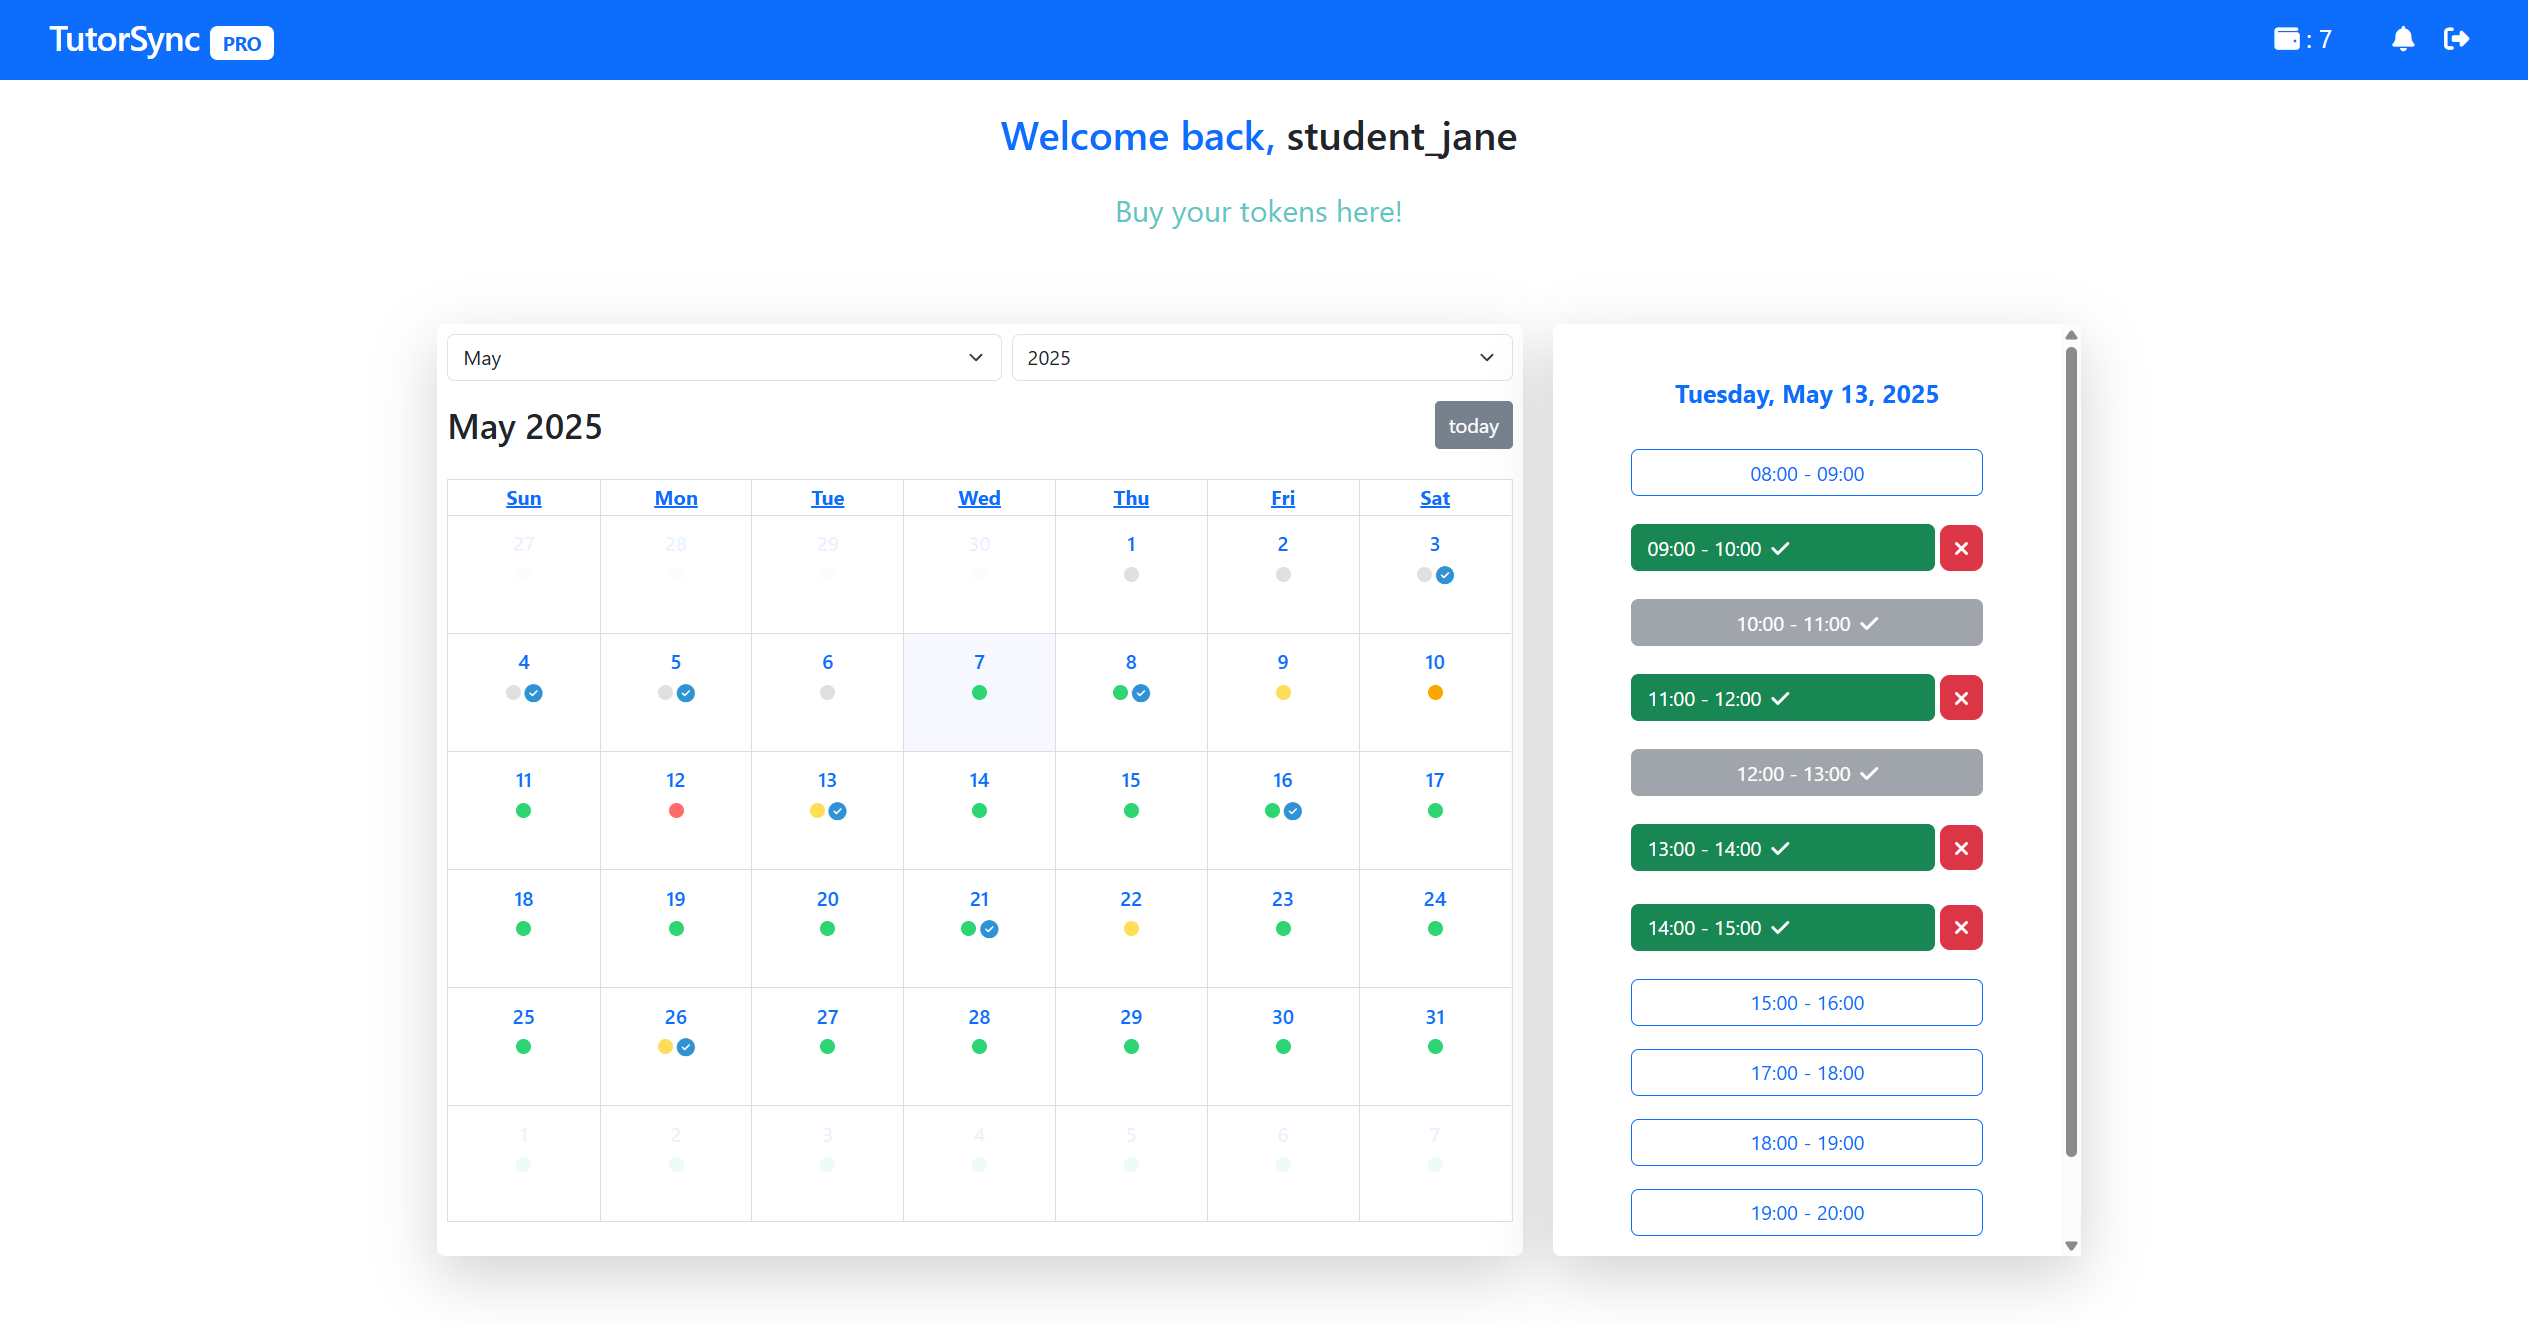 TutorSync PRO
: 7
Welcome back, student_jane
Buy your tokens here!
May
2025
May 2025
today
Sun Mon Tue Wed Thu Fri Sat
27 28 29 30 1 2 3
4 5 6 7 8 9 10
11 12 13 14 15 16 17
18 19 20 21 22 23 24
25 26 27 28 29 30 31
1 2 3 4 5 6 7
Tuesday, May 13, 2025
08:00 - 09:00
09:00 - 10:00
10:00 - 11:00
11:00 - 12:00
12:00 - 13:00
13:00 - 14:00
14:00 - 15:00
15:00 - 16:00
17:00 - 18:00
18:00 - 19:00
19:00 - 20:00